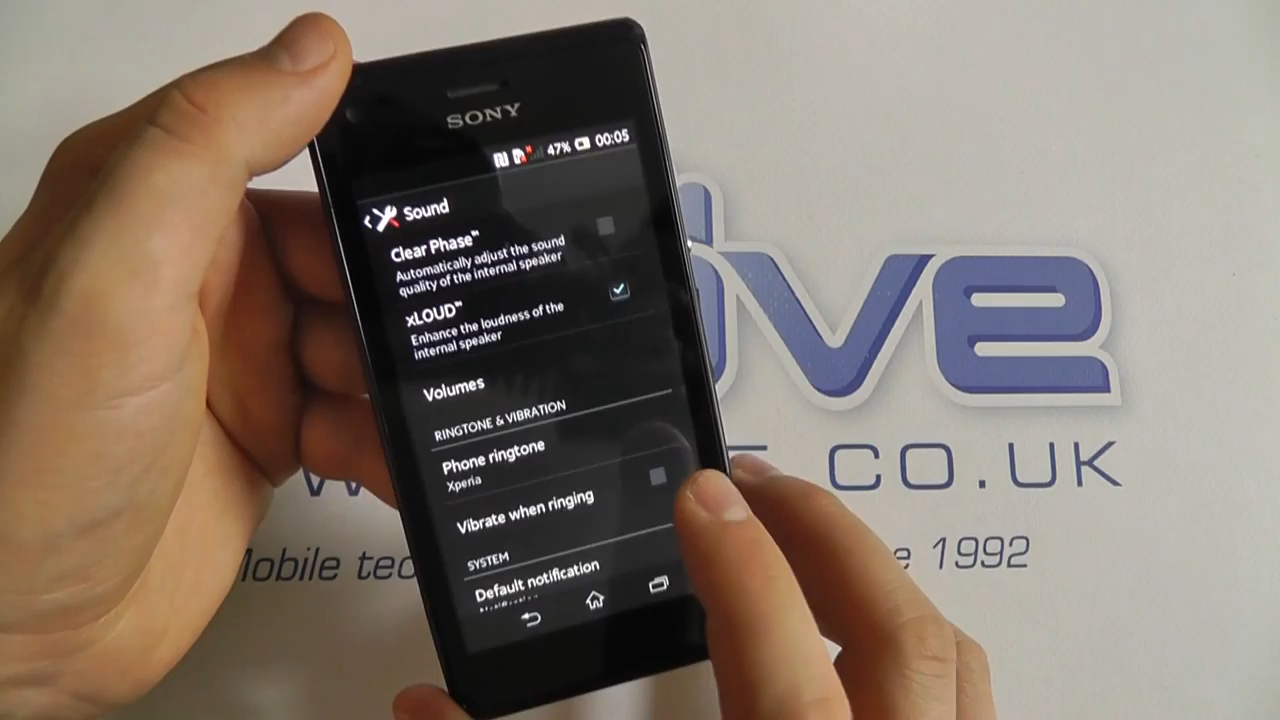 SONY
47% 00:05
Sound
Clear Phase™
Automatically adjust the sound
quality of the internal speaker
xLOUD™
Enhance the loudness of the
internal speaker
Volumes
RINGTONE & VIBRATION
Phone ringtone
Xperia
Vibrate when ringing
SYSTEM
Default notification
ove
.CO.UK
Mobile tec
e 1992